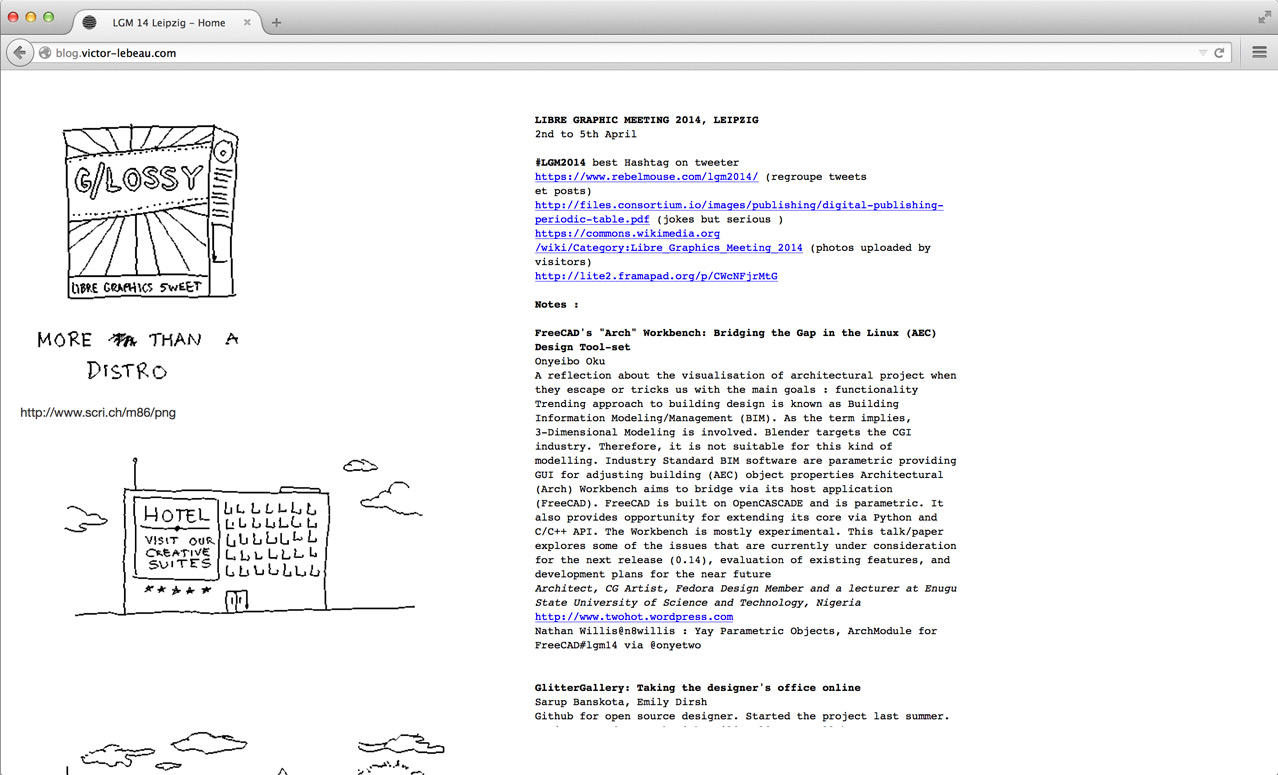 LGM 14 Leipzig – Home
blog.victor-lebeau.com
G/LOSSY
LIBRE GRAPHICS SWEET
MORE THAN A
DISTRO
http://www.scri.ch/m86/png
HOTEL
VISIT OUR
CREATIVE
SUITES
LIBRE GRAPHIC MEETING 2014, LEIPZIG
2nd to 5th April
#LGM2014 best Hashtag on tweeter
https://www.rebelmouse.com/lgm2014/ (regroupe tweets
et posts)
http://files.consortium.io/images/publishing/digital-publishing-
periodic-table.pdf (jokes but serious )
https://commons.wikimedia.org
/wiki/Category:Libre_Graphics_Meeting_2014 (photos uploaded by
visitors)
http://lite2.framapad.org/p/CWcNFjrMtG
Notes :
FreeCAD's "Arch" Workbench: Bridging the Gap in the Linux (AEC)
Design Tool-set
Onyeibo Oku
A reflection about the visualisation of architectural project when
they escape or tricks us with the main goals : functionality
Trending approach to building design is known as Building
Information Modeling/Management (BIM). As the term implies,
3-Dimensional Modeling is involved. Blender targets the CGI
industry. Therefore, it is not suitable for this kind of
modelling. Industry Standard BIM software are parametric providing
GUI for adjusting building (AEC) object properties Architectural
(Arch) Workbench aims to bridge via its host application
(FreeCAD). FreeCAD is built on OpenCASCADE and is parametric. It
also provides opportunity for extending its core via Python and
C/C++ API. The Workbench is mostly experimental. This talk/paper
explores some of the issues that are currently under consideration
for the next release (0.14), evaluation of existing features, and
development plans for the near future
Architect, CG Artist, Fedora Design Member and a lecturer at Enugu
State University of Science and Technology, Nigeria
http://www.twohot.wordpress.com
Nathan Willis@n8willis : Yay Parametric Objects, ArchModule for
FreeCAD#lgm14 via @onyetwo
GlitterGallery: Taking the designer's office online
Sarup Banskota, Emily Dirsh
Github for open source designer. Started the project last summer.